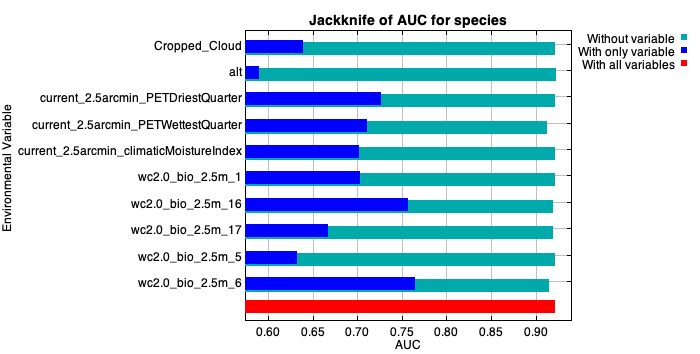 Jackknife of AUC for species
Without variable
With only variable
With all variables
Environmental Variable
Cropped_Cloud
alt
current_2.5arcmin_PETDriestQuarter
current_2.5arcmin_PETWettestQuarter
current_2.5arcmin_climaticMoistureIndex
wc2.0_bio_2.5m_1
wc2.0_bio_2.5m_16
wc2.0_bio_2.5m_17
wc2.0_bio_2.5m_5
wc2.0_bio_2.5m_6
0.60 0.65 0.70 0.75 0.80 0.85 0.90
AUC